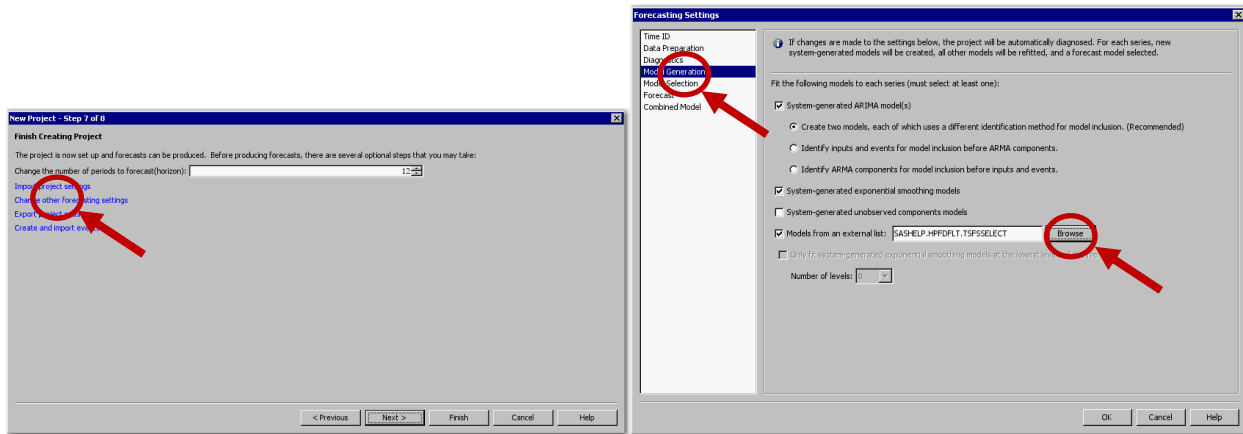 New Project - Step 7 of 8
Finish Creating Project
The project is now set up and forecasts can be produced. Before producing forecasts, there are several optional steps that you may take:
Change the number of periods to forecast(horizon): 12
Import project settings
Change other forecasting settings
Export project
Create and import events
< Previous
Next >
Finish
Cancel
Help
Forecasting Settings
Time ID
Data Preparation
Diagnostics
Model Generation
Model Selection
Forecast
Combined Model
If changes are made to the settings below, the project will be automatically diagnosed. For each series, new
system-generated models will be created, all other models will be refitted, and a forecast model selected.
Fit the following models to each series (must select at least one):
System-generated ARIMA model(s)
Create two models, each of which uses a different identification method for model inclusion. (Recommended)
Identify inputs and events for model inclusion before ARMA components.
Identify ARMA components for model inclusion before inputs and events.
System-generated exponential smoothing models
System-generated unobserved components models
Models from an external list: SASHELP.HPFDFLT.TSFSSELECT Browse
Only fit system-generated exponential smoothing models at the lowest
Number of levels: 0
OK
Cancel
Help